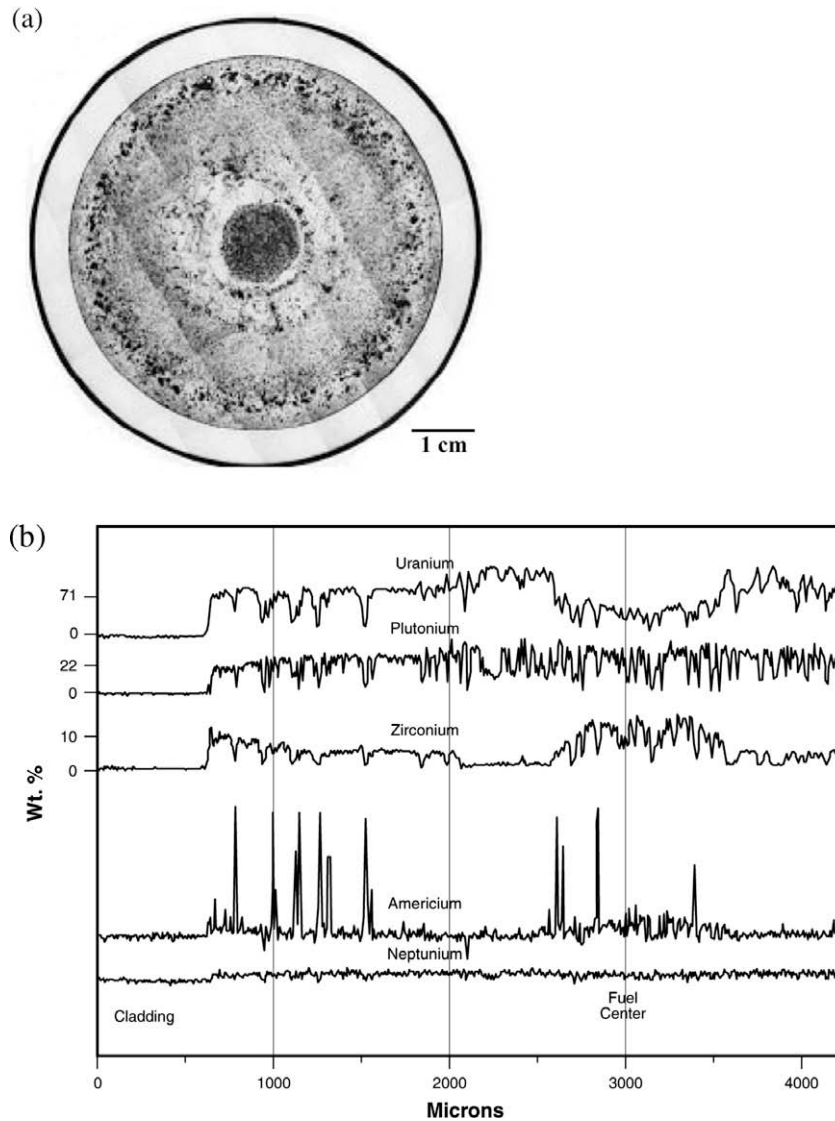 (a)
1 cm
(b)
Uranium
71
0
Plutonium
22
0
Zirconium
10
0
Wt. %
Americium
Neptunium
Cladding
Fuel
Center
0
1000
2000
3000
4000
Microns